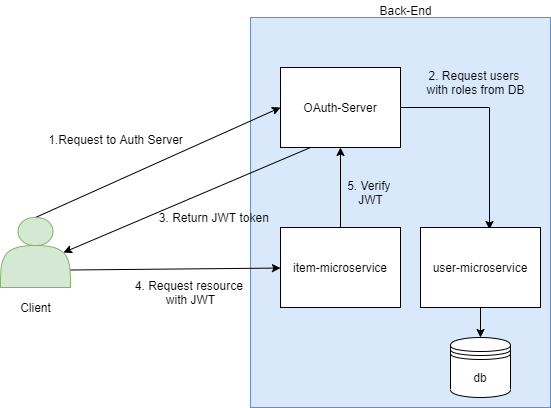 Back-End
2. Request users
with roles from DB
OAuth-Server
1.Request to Auth Server
5. Verify
JWT
3. Return JWT token
item-microservice
user-microservice
4. Request resource
with JWT
Client
db